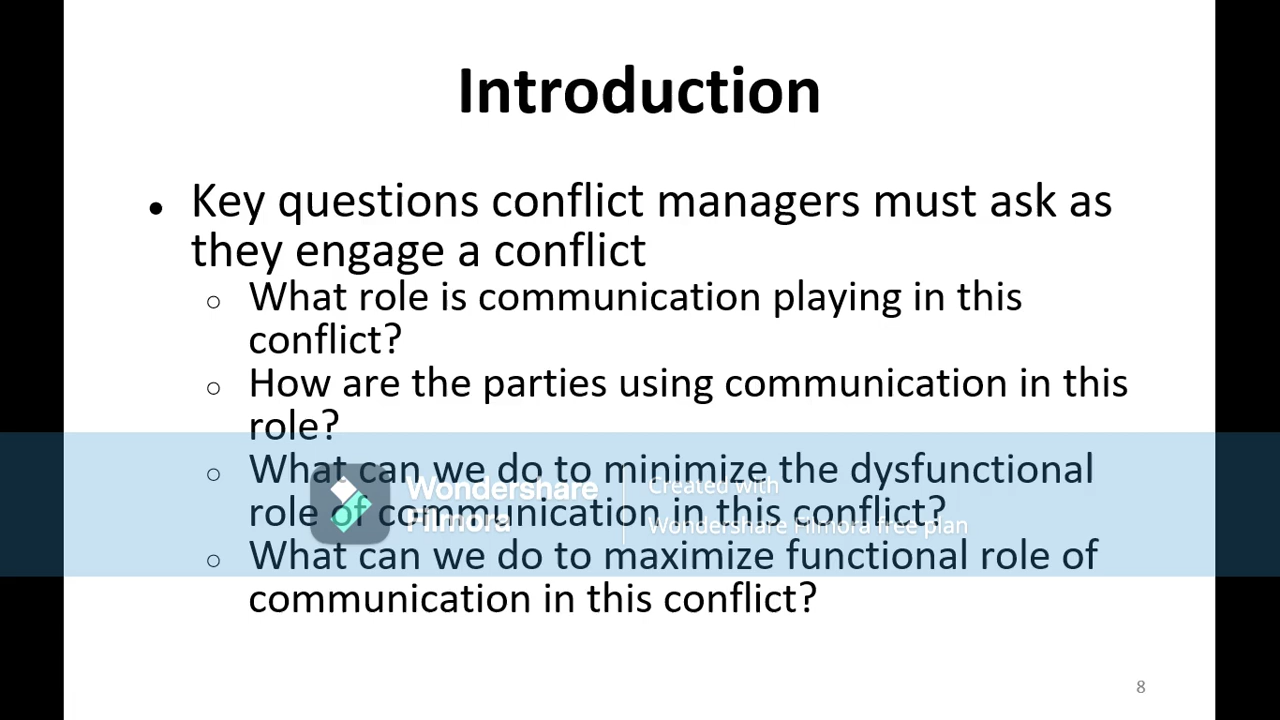 Introduction
• Key questions conflict managers must ask as
they engage a conflict
○ What role is communication playing in this
conflict?
○ How are the parties using communication in this
role?
○ What can we do to minimize the dysfunctional
role of communication in this conflict?
○ What can we do to maximize functional role of
communication in this conflict?
Wondershare
Filmora
Created with
Wondershare Filmora free plan
8